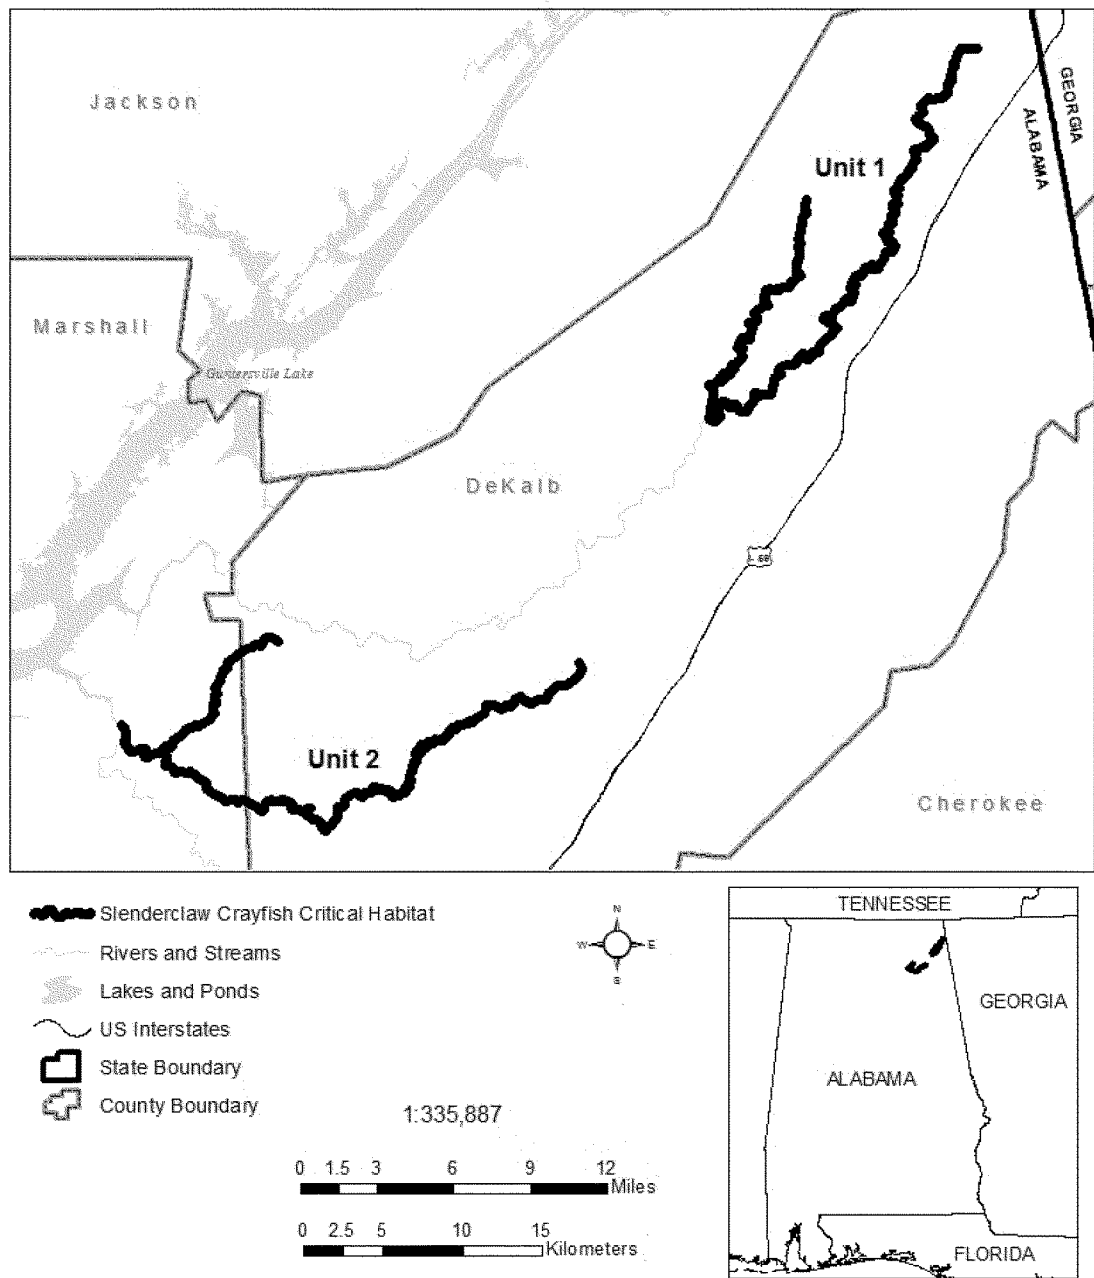 Jackson
GEORGIA
ALABAMA
Unit 1
Marshall
Guntersville Lake
DeKalb
Unit 2
Cherokee
Slenderclaw Crayfish Critical Habitat
Rivers and Streams
Lakes and Ponds
US Interstates
State Boundary
County Boundary
N
W
E
S
1:335,887
0 1.5 3 6 9 12
Miles
0 2.5 5 10 15
Kilometers
TENNESSEE
GEORGIA
ALABAMA
FLORIDA